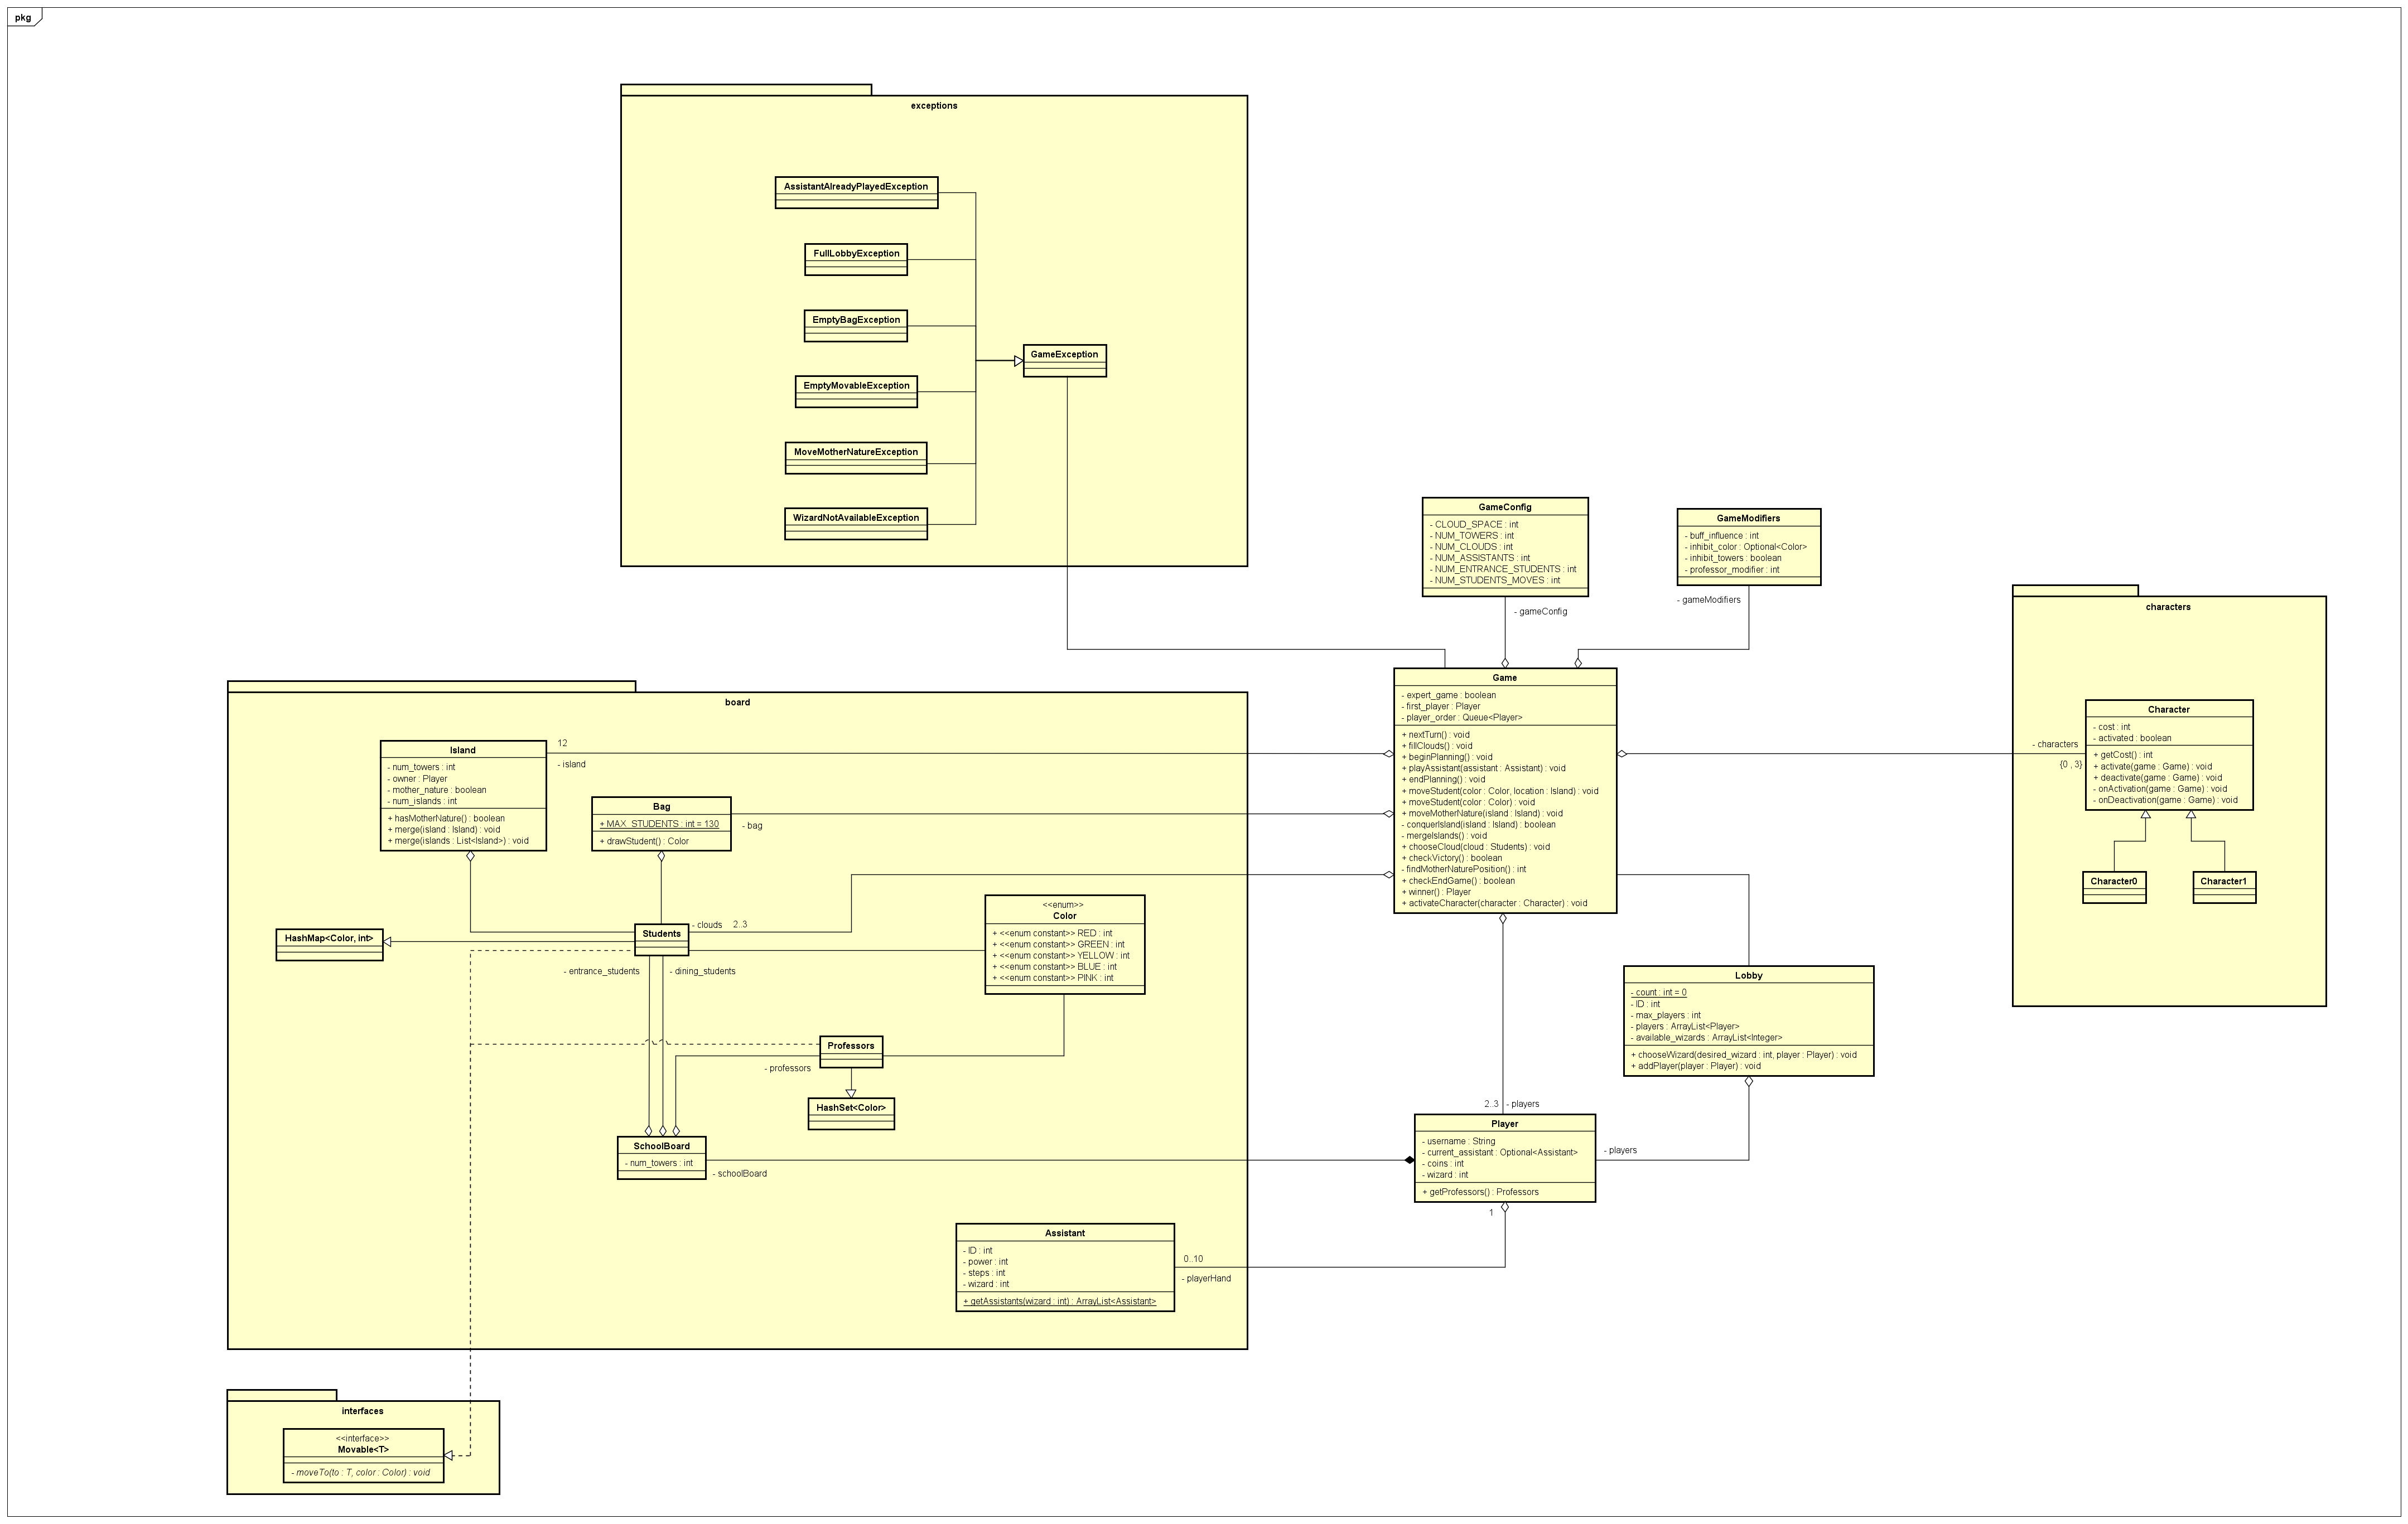 pkg
exceptions
AssistantAlreadyPlayedException
FullLobbyException
EmptyBagException
GameException
EmptyMovableException
MoveMotherNatureException
WizardNotAvailableException
GameConfig
- CLOUD_SPACE : int
- NUM_TOWERS : int
- NUM_CLOUDS : int
- NUM_ASSISTANTS : int
- NUM_ENTRANCE_STUDENTS : int
- NUM_STUDENTS_MOVES : int
- gameConfig
GameModifiers
- buff_influence : int
- inhibit_color : Optional<Color>
- inhibit_towers : boolean
- professor_modifier : int
- gameModifiers
characters
Character
- cost : int
- activated : boolean
+ getCost() : int
+ activate(game : Game) : void
+ deactivate(game : Game) : void
- onActivation(game : Game) : void
- onDeactivation(game : Game) : void
- characters
{0 , 3}
Character0
Character1
Game
- expert_game : boolean
- first_player : Player
- player_order : Queue<Player>
+ nextTurn() : void
+ fillClouds() : void
+ beginPlanning() : void
+ playAssistant(assistant : Assistant) : void
+ endPlanning() : void
+ moveStudent(color : Color, location : Island) : void
+ moveStudent(color : Color) : void
+ moveMotherNature(island : Island) : void
- conquerIsland(island : Island) : boolean
- mergeIslands() : void
+ chooseCloud(cloud : Students) : void
+ checkVictory() : boolean
- findMotherNaturePosition() : int
+ checkEndGame() : boolean
+ winner() : Player
+ activateCharacter(character : Character) : void
board
Island
- num_towers : int
- owner : Player
- mother_nature : boolean
- num_islands : int
+ hasMotherNature() : boolean
+ merge(island : Island) : void
+ merge(islands : List<Island>) : void
12
- island
Bag
+ MAX_STUDENTS : int = 130
+ drawStudent() : Color
- bag
<<enum>>
Color
+ <<enum constant>> RED : int
+ <<enum constant>> GREEN : int
+ <<enum constant>> YELLOW : int
+ <<enum constant>> BLUE : int
+ <<enum constant>> PINK : int
Students
- clouds
2..3
HashMap<Color, int>
- entrance_students
- dining_students
Professors
- professors
HashSet<Color>
SchoolBoard
- num_towers : int
- schoolBoard
Assistant
- ID : int
- power : int
- steps : int
- wizard : int
+ getAssistants(wizard : int) : ArrayList<Assistant>
0..10
- playerHand
Lobby
- count : int = 0
- ID : int
- max_players : int
- players : ArrayList<Player>
- available_wizards : ArrayList<Integer>
+ chooseWizard(desired_wizard : int, player : Player) : void
+ addPlayer(player : Player) : void
2..3
- players
Player
- username : String
- current_assistant : Optional<Assistant>
- coins : int
- wizard : int
+ getProfessors() : Professors
- players
1
interfaces
<<interface>>
Movable<T>
- moveTo(to : T, color : Color) : void